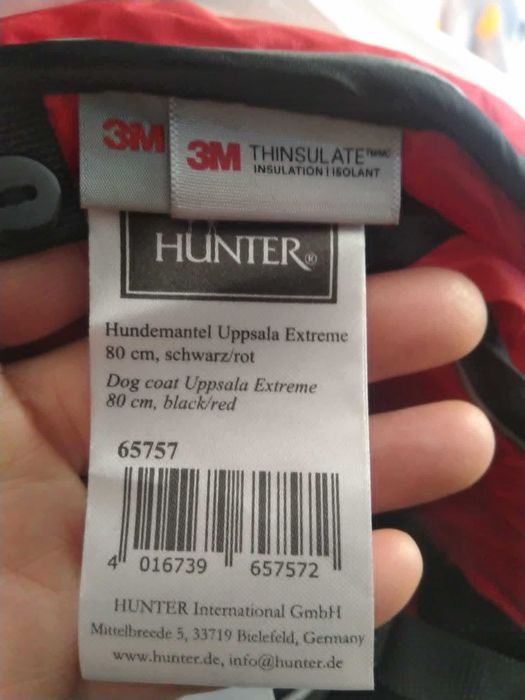 3M
3M THINSULATE™/MC
INSULATION | ISOLANT
HUNTER®
Hundemantel Uppsala Extreme
80 cm, schwarz/rot
Dog coat Uppsala Extreme
80 cm, black/red
65757
4 016739 657572
HUNTER International GmbH
Mittelbreede 5, 33719 Bielefeld, Germany
www.hunter.de, info@hunter.de